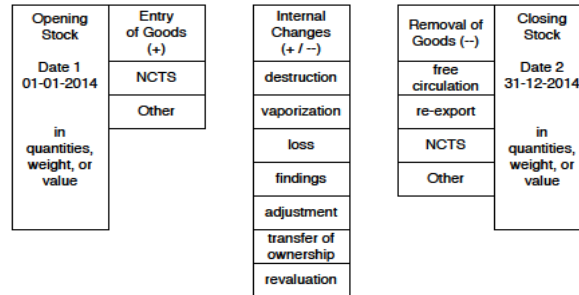 Opening
Stock
Date 1
01-01-2014
in
quantities,
weight, or
value
Entry
of Goods
(+)
NCTS
Other
Internal
Changes
(+ / --)
destruction
vaporization
loss
findings
adjustment
transfer of
ownership
revaluation
Removal of
Goods (--)
free
circulation
re-export
NCTS
Other
Closing
Stock
Date 2
31-12-2014
in
quantities,
weight, or
value